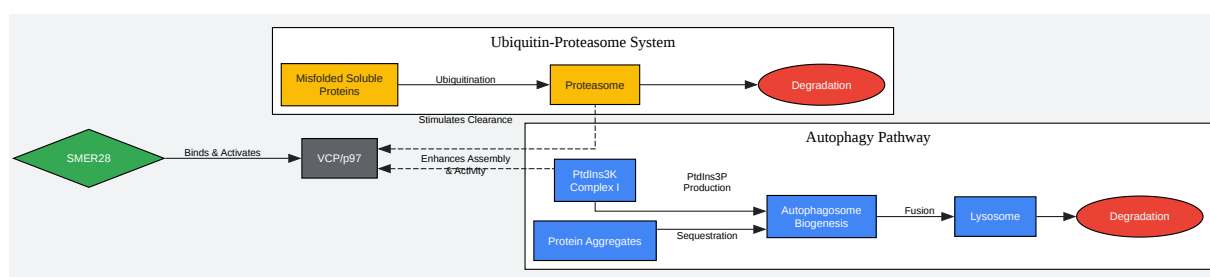 Ubiquitin-Proteasome System
Misfolded Soluble
Proteins
Ubiquitination
Proteasome
Degradation
Stimulates Clearance
Autophagy Pathway
SMER28
Binds & Activates
VCP/p97
Enhances Assembly
& Activity
PtdIns3K
Complex I
PtdIns3P
Production
Autophagosome
Biogenesis
Fusion
Lysosome
Degradation
Protein Aggregates
Sequestration